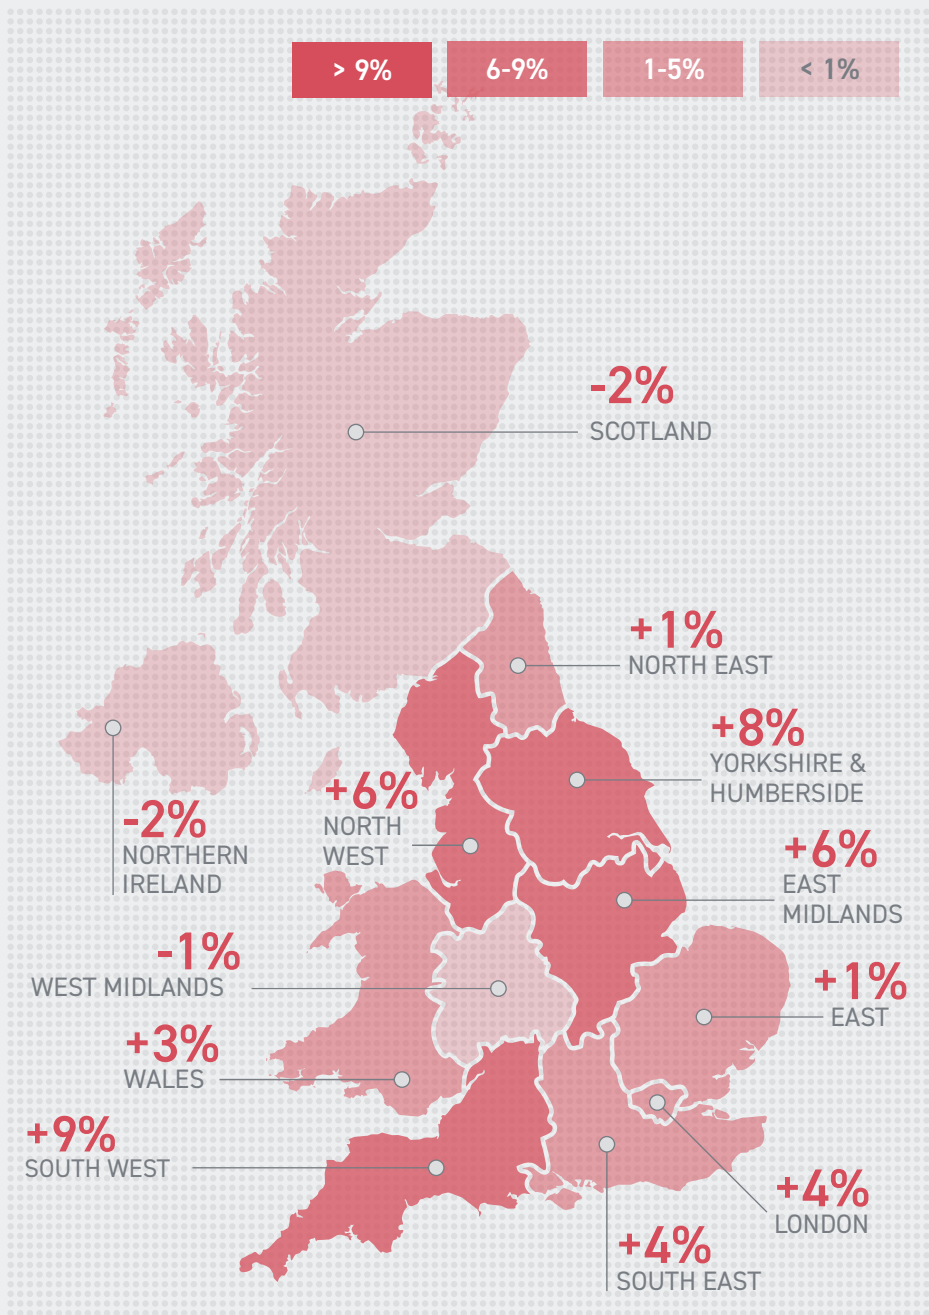 > 9%
6-9%
1-5%
< 1%
-2%
SCOTLAND
+1%
NORTH EAST
+8%
YORKSHIRE &
HUMBERSIDE
+6%
NORTH
WEST
-2%
NORTHERN
IRELAND
+6%
EAST
MIDLANDS
-1%
WEST MIDLANDS
+1%
EAST
+3%
WALES
+9%
SOUTH WEST
+4%
LONDON
+4%
SOUTH EAST